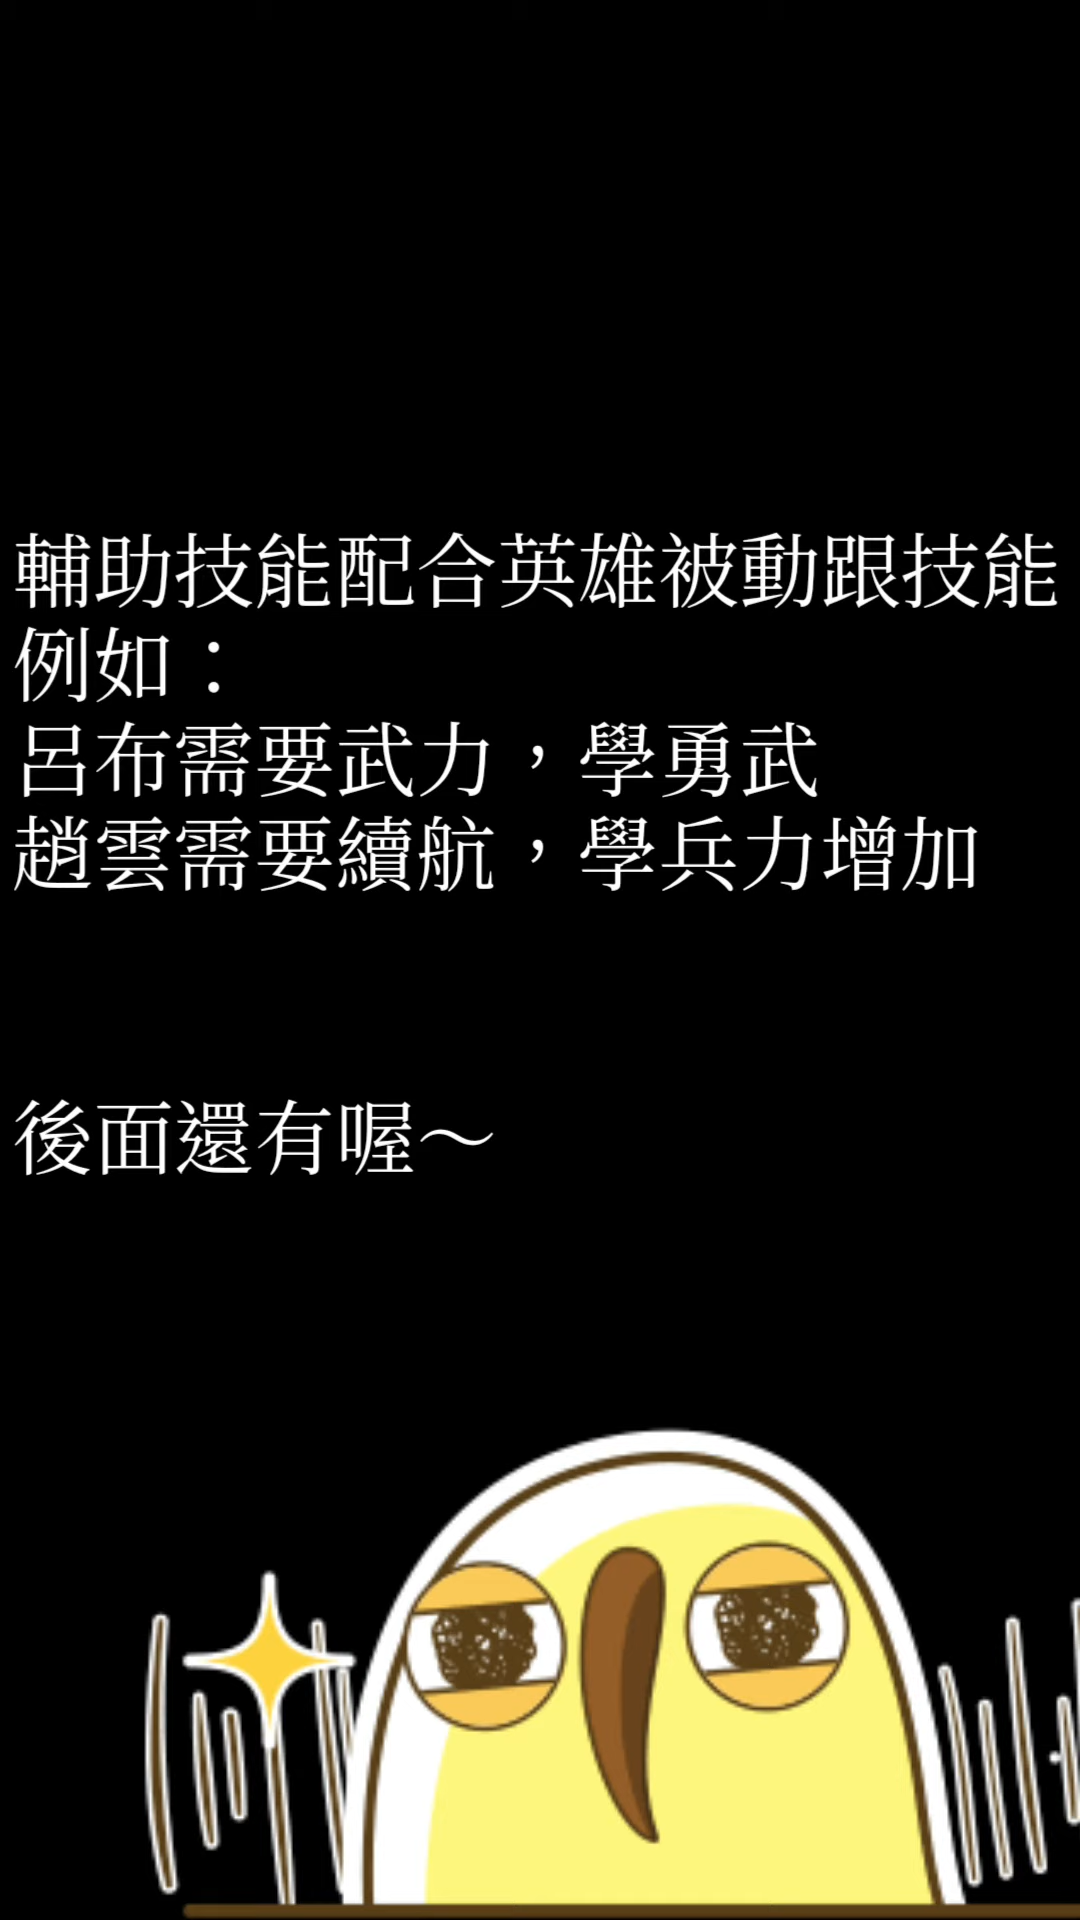 輔助技能配合英雄被動跟技能
例如：
呂布需要武力，學勇武
趙雲需要續航，學兵力增加
後面還有喔～